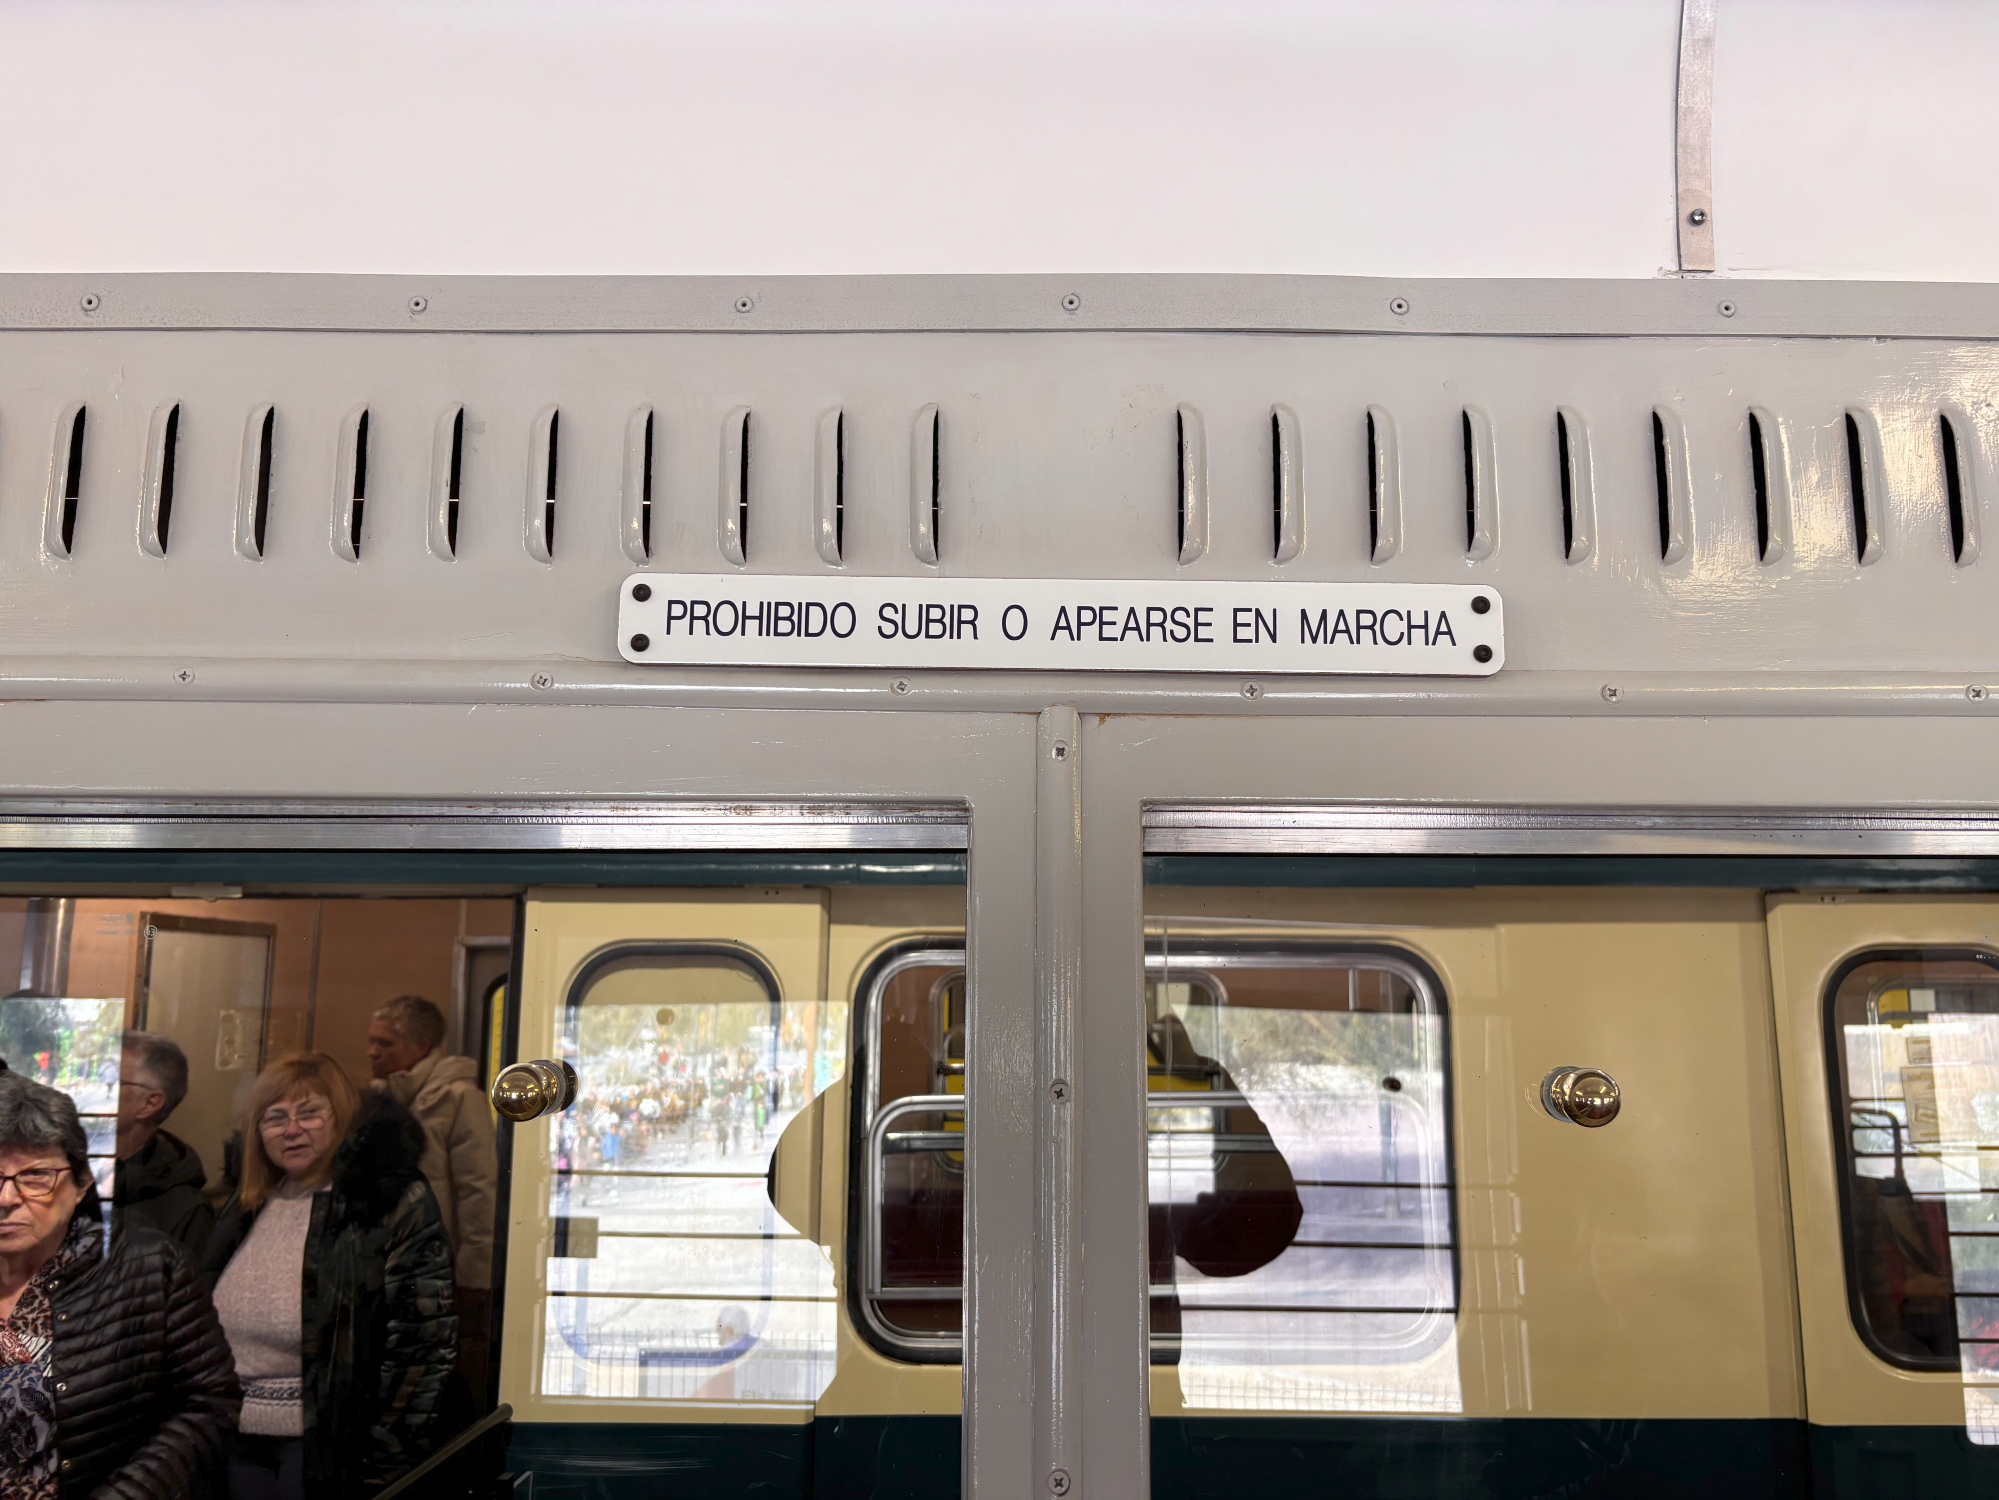 PROHIBIDO SUBIR O APEARSE EN MARCHA